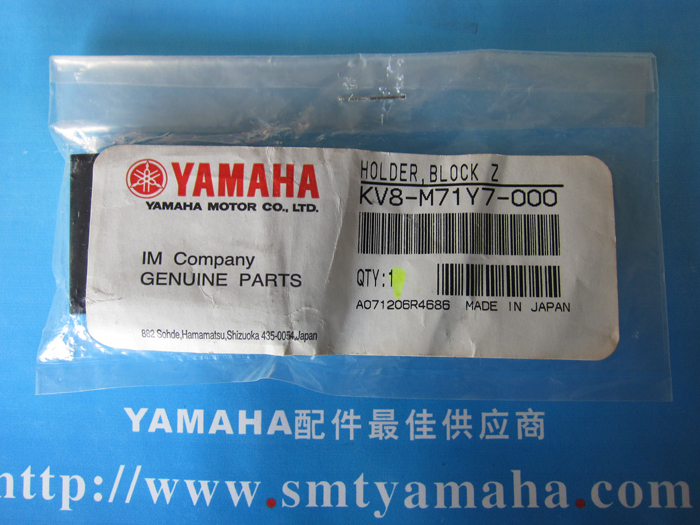 YAMAHA
YAMAHA MOTOR CO., LTD.
IM Company
GENUINE PARTS
882 Sohde,Hamamatsu,Shizuoka 435-0054,Japan
HOLDER,BLOCK Z
KV8-M71Y7-000
QTY:1
A071206R4686 MADE IN JAPAN
YAMAHA配件最佳供应商
http://www.smtyamaha.com